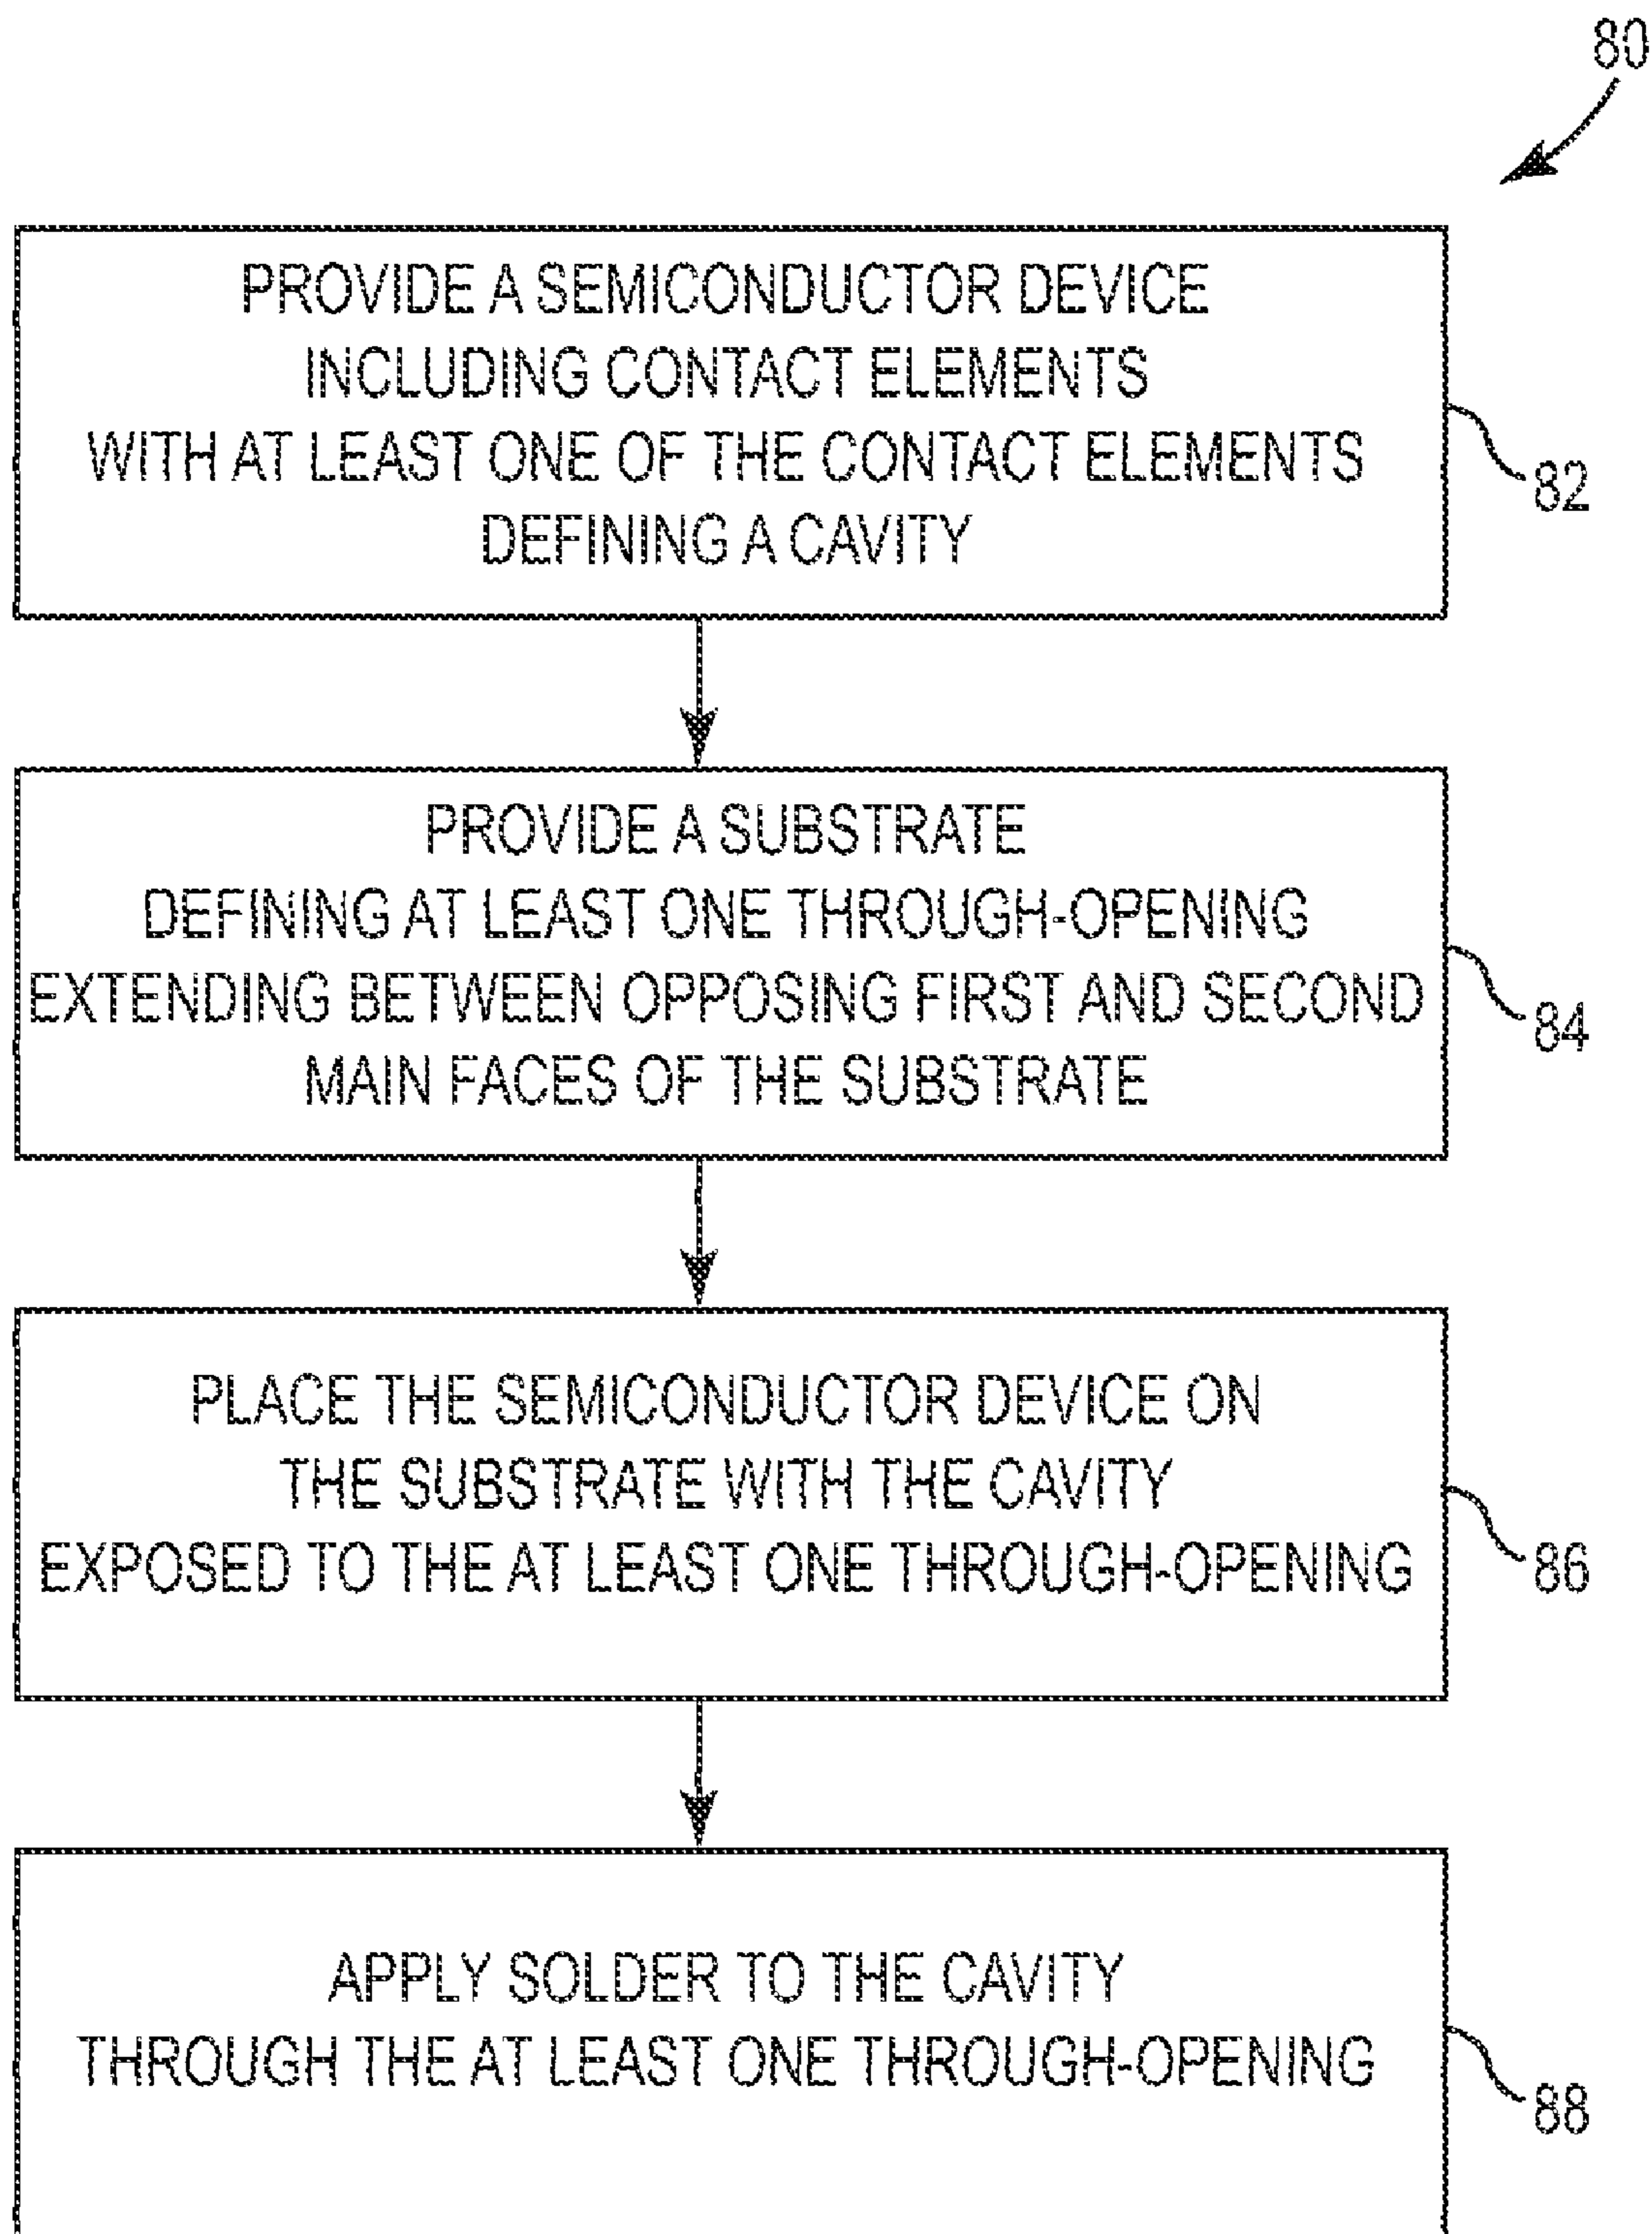 80
PROVIDE A SEMICONDUCTOR DEVICE
INCLUDING CONTACT ELEMENTS
WITH AT LEAST ONE OF THE CONTACT ELEMENTS
DEFINING A CAVITY
82
PROVIDE A SUBSTRATE
DEFINING AT LEAST ONE THROUGH-OPENING
EXTENDING BETWEEN OPPOSING FIRST AND SECOND
MAIN FACES OF THE SUBSTRATE
84
PLACE THE SEMICONDUCTOR DEVICE ON
THE SUBSTRATE WITH THE CAVITY
EXPOSED TO THE AT LEAST ONE THROUGH-OPENING
86
APPLY SOLDER TO THE CAVITY
THROUGH THE AT LEAST ONE THROUGH-OPENING
88